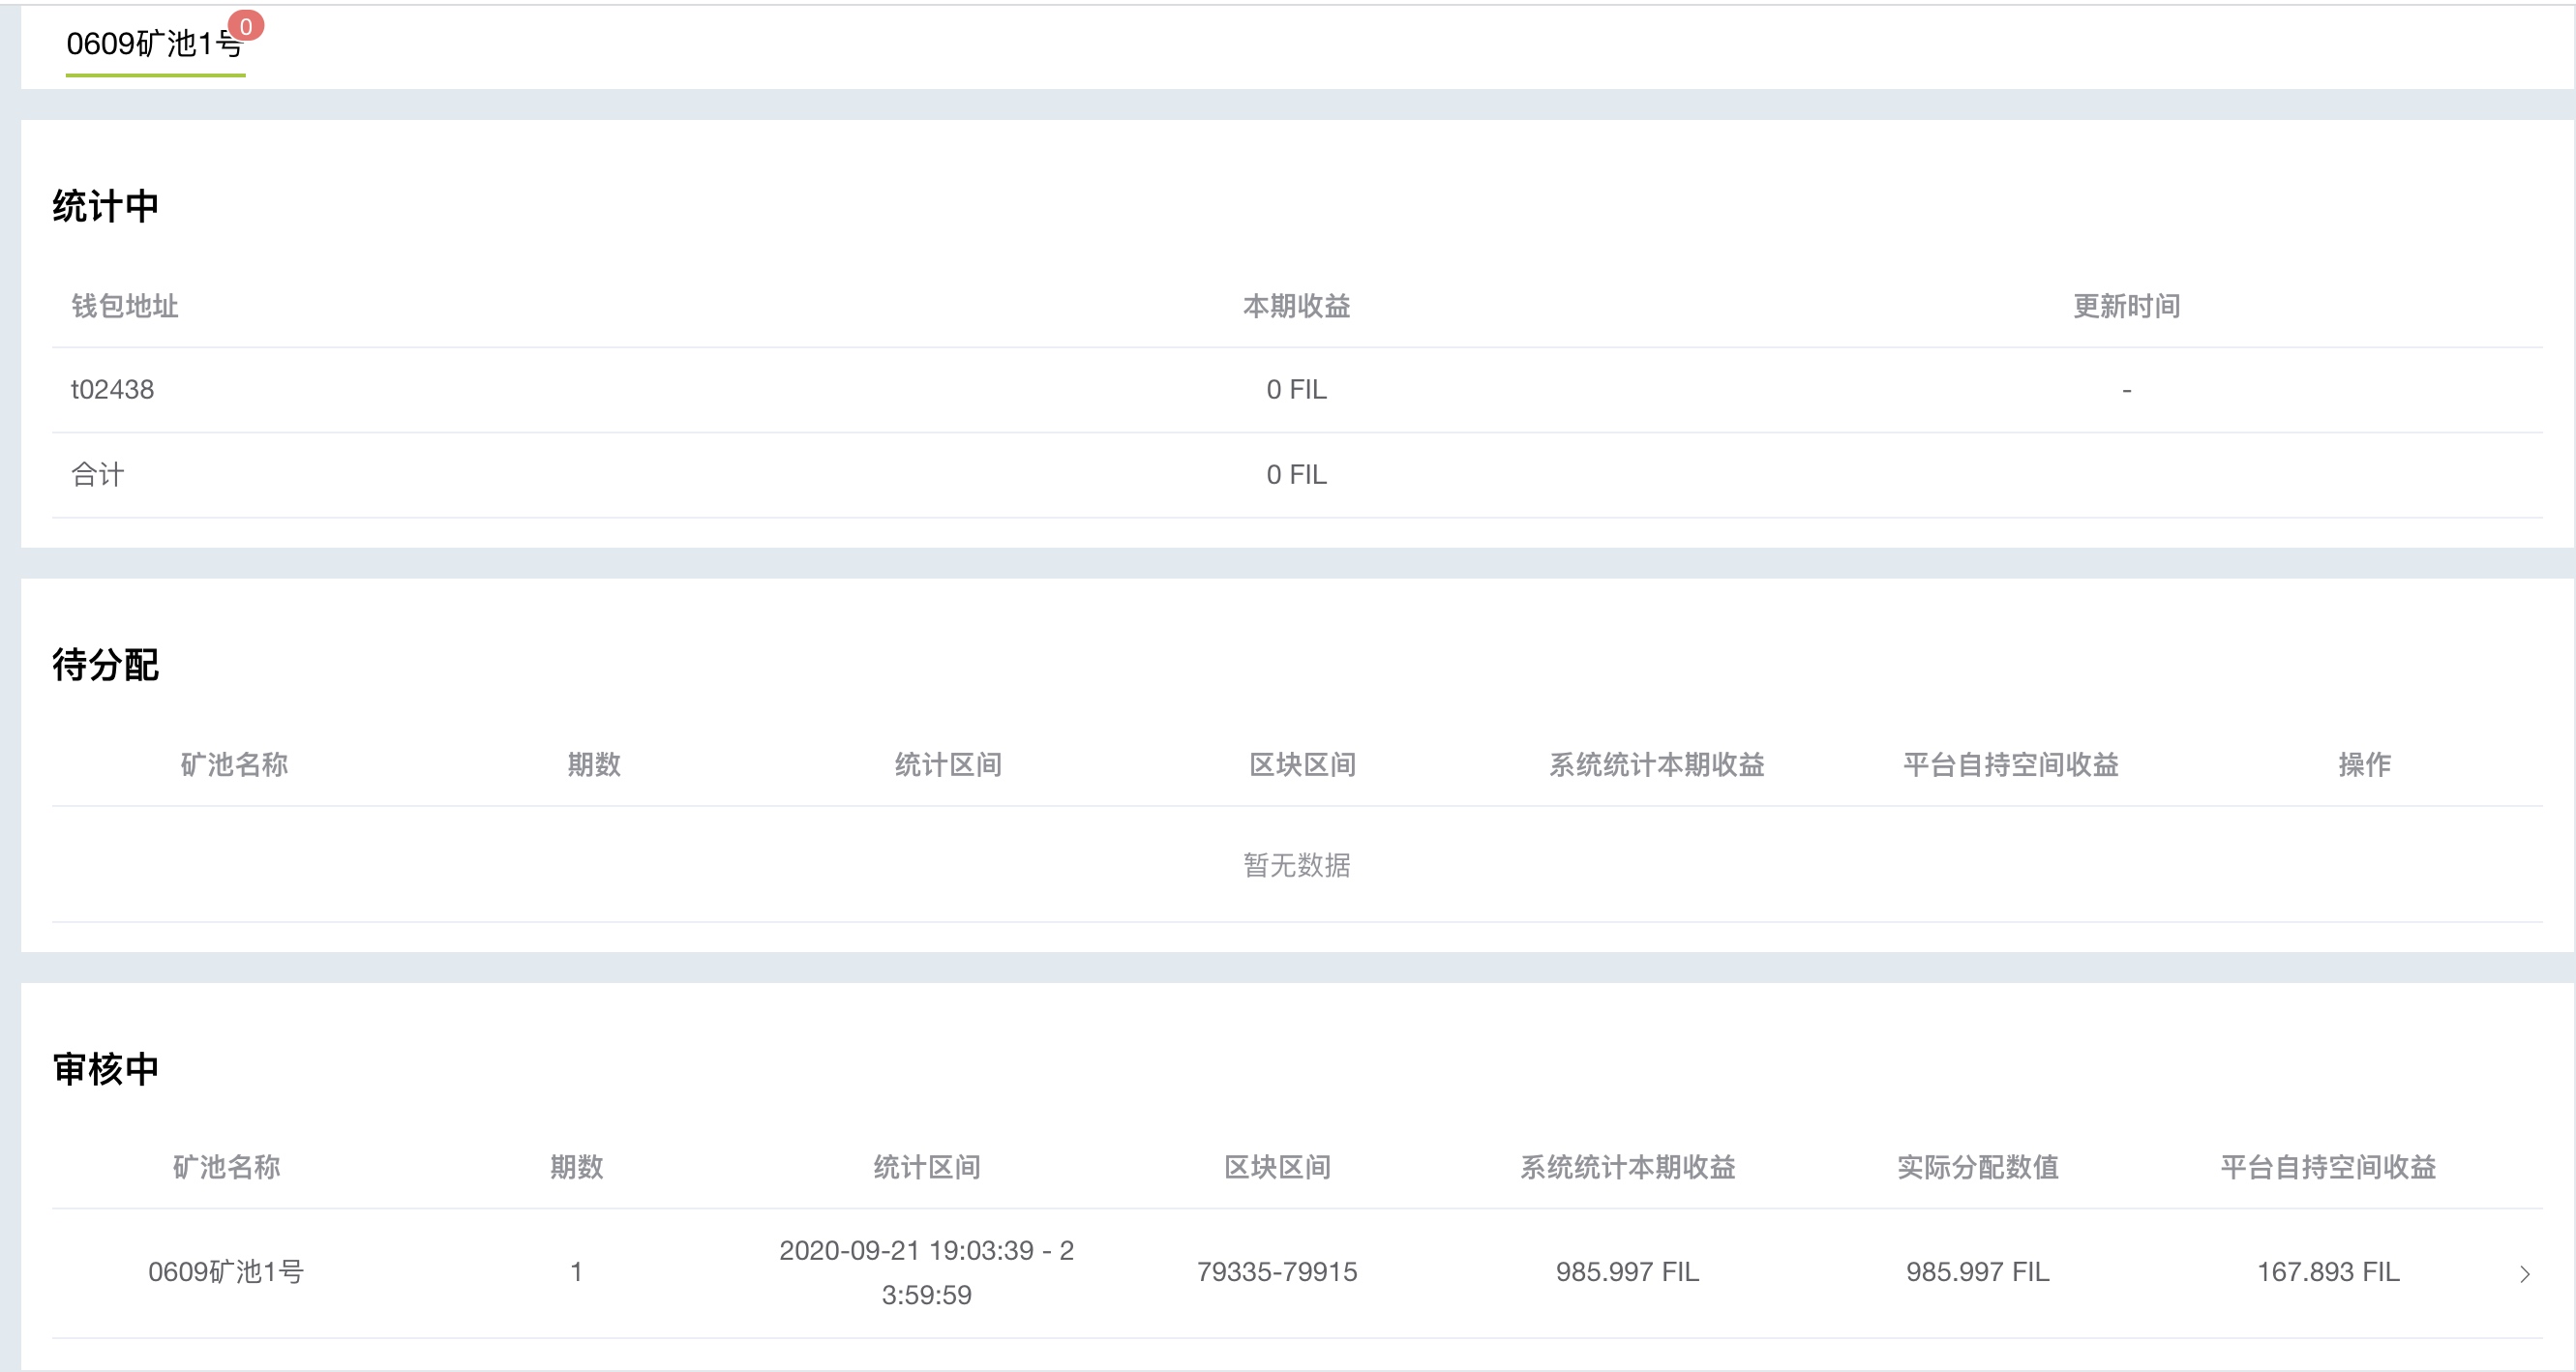 0609矿池1号
0
统计中
钱包地址 本期收益 更新时间
t02438 0 FIL -
合计 0 FIL
待分配
矿池名称 期数 统计区间 区块区间 系统统计本期收益 平台自持空间收益 操作
暂无数据
审核中
矿池名称 期数 统计区间 区块区间 系统统计本期收益 实际分配数值 平台自持空间收益
0609矿池1号 1 2020-09-21 19:03:39 - 2 79335-79915 985.997 FIL 985.997 FIL 167.893 FIL
3:59:59